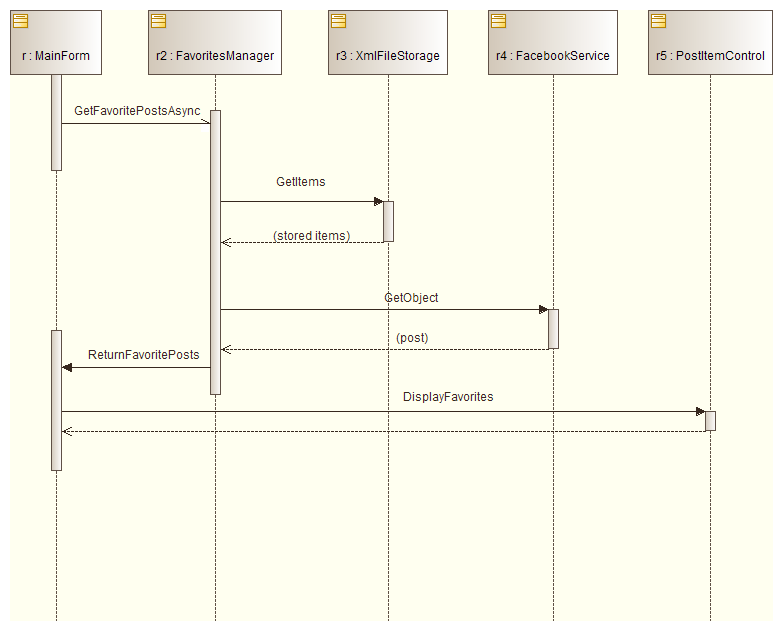 r : MainForm
r2 : FavoritesManager
r3 : XmlFileStorage
r4 : FacebookService
r5 : PostItemControl
GetFavoritePostsAsync
GetItems
(stored items)
GetObject
(post)
ReturnFavoritePosts
DisplayFavorites